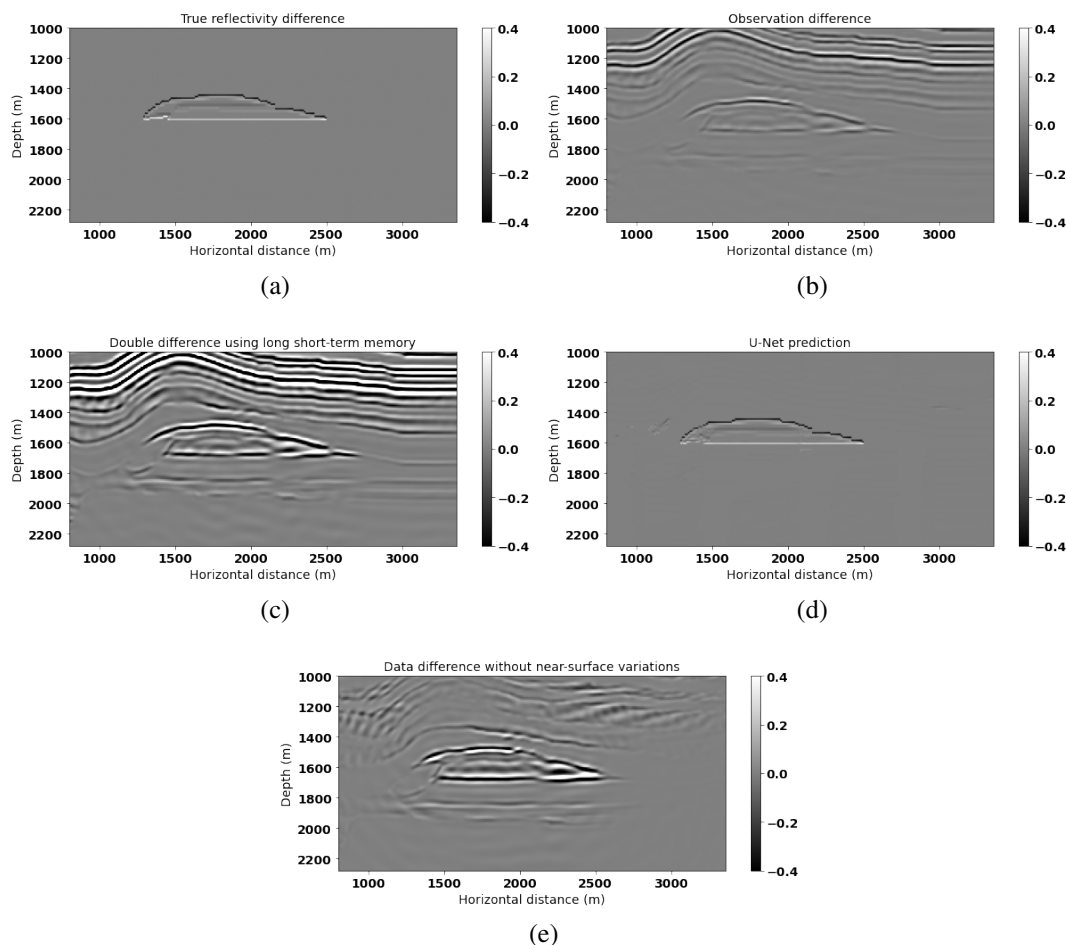 True reflectivity difference
1000
1200
1400
1600
1800
2000
2200
Depth (m)
1000 1500 2000 2500 3000
Horizontal distance (m)
0.4
0.2
0.0
−0.2
−0.4
(a)
Observation difference
1000
1200
1400
1600
1800
2000
2200
Depth (m)
1000 1500 2000 2500 3000
Horizontal distance (m)
0.4
0.2
0.0
−0.2
−0.4
(b)
Double difference using long short-term memory
1000
1200
1400
1600
1800
2000
2200
Depth (m)
1000 1500 2000 2500 3000
Horizontal distance (m)
0.4
0.2
0.0
−0.2
−0.4
(c)
U-Net prediction
1000
1200
1400
1600
1800
2000
2200
Depth (m)
1000 1500 2000 2500 3000
Horizontal distance (m)
0.4
0.2
0.0
−0.2
−0.4
(d)
Data difference without near-surface variations
1000
1200
1400
1600
1800
2000
2200
Depth (m)
1000 1500 2000 2500 3000
Horizontal distance (m)
0.4
0.2
0.0
−0.2
−0.4
(e)